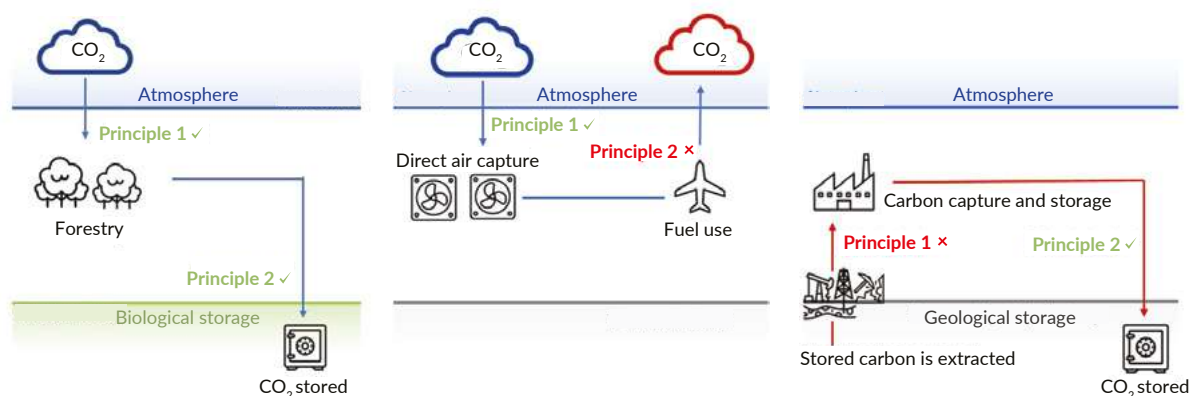 CO₂
Atmosphere
Principle 1 ✓
Forestry
Principle 2 ✓
Biological storage
CO₂ stored
CO₂
CO₂
Atmosphere
Principle 1 ✓
Principle 2 ×
Direct air capture
Fuel use
Atmosphere
Carbon capture and storage
Principle 1 ×
Principle 2 ✓
Geological storage
Stored carbon is extracted
CO₂ stored